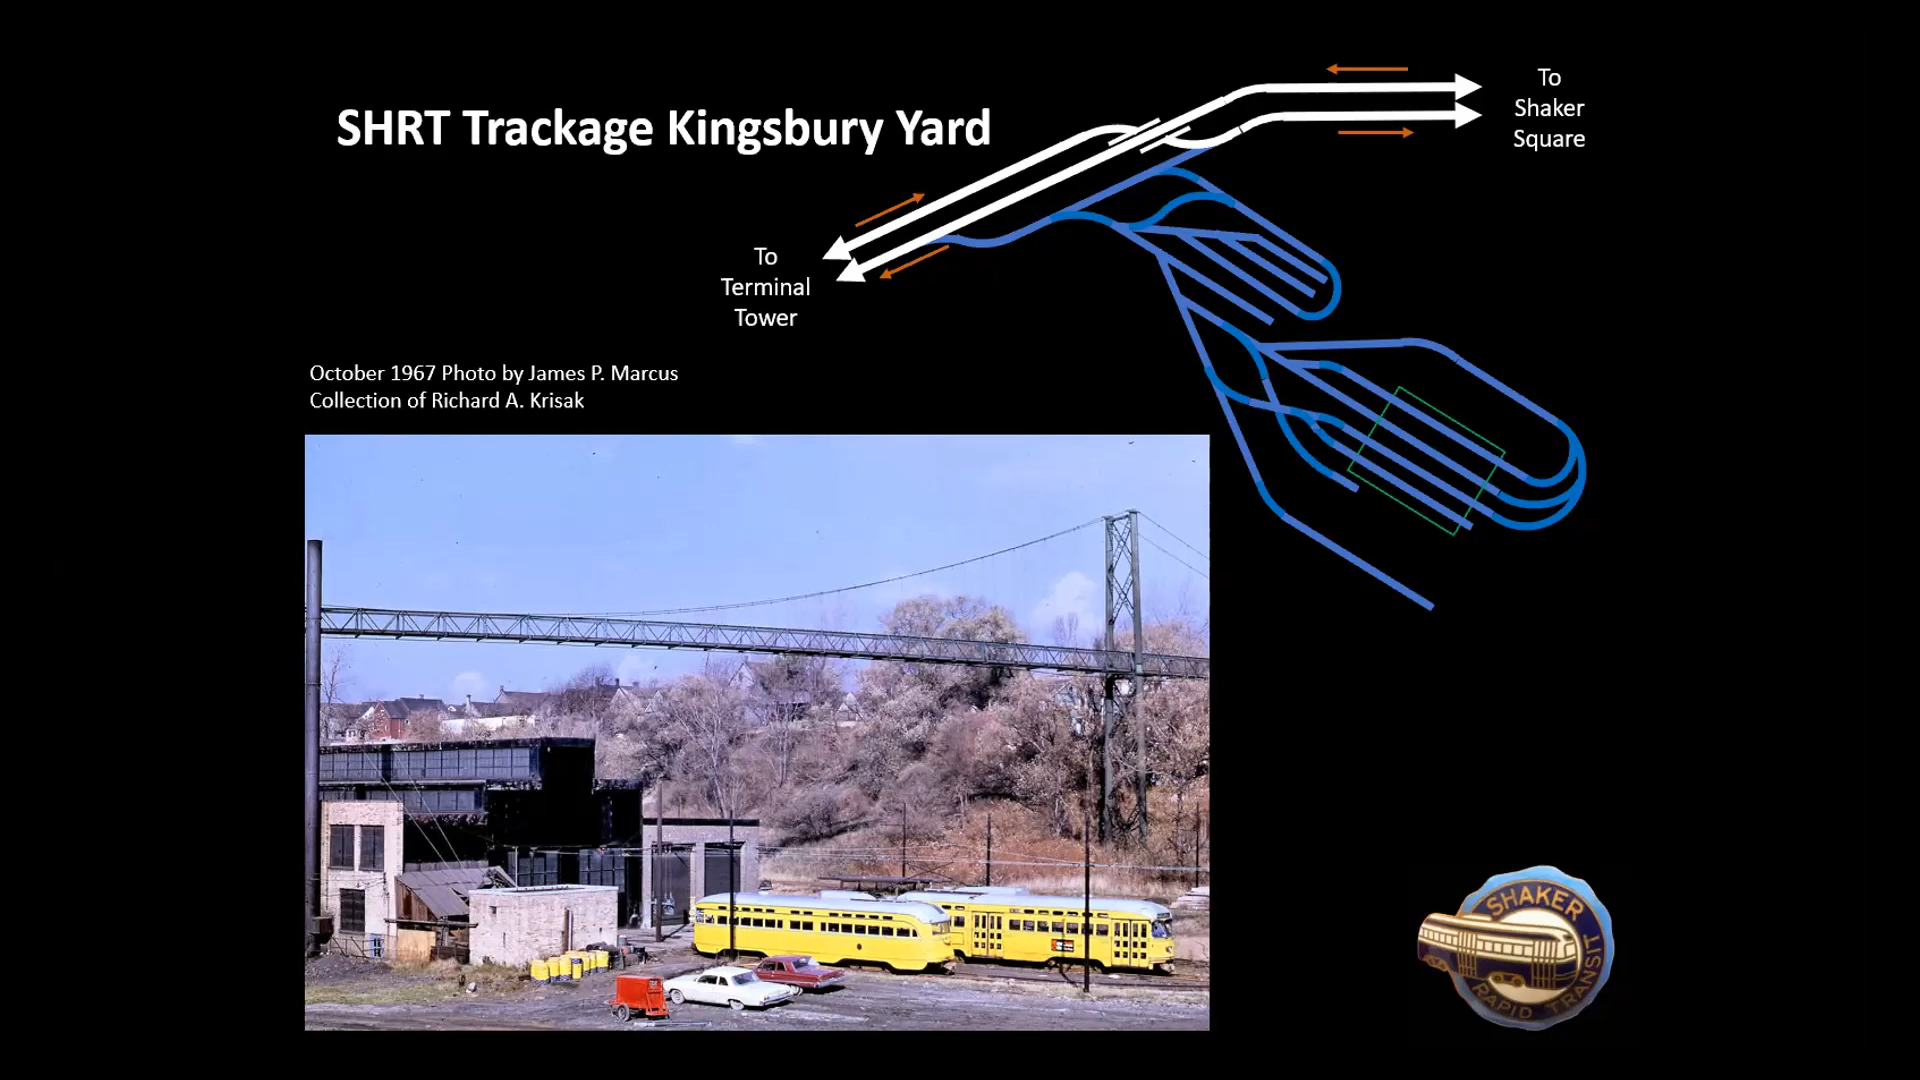 SHRT Trackage Kingsbury Yard
To
Shaker
Square
To
Terminal
Tower
October 1967 Photo by James P. Marcus
Collection of Richard A. Krisak
SHAKER
RAPID TRANSIT